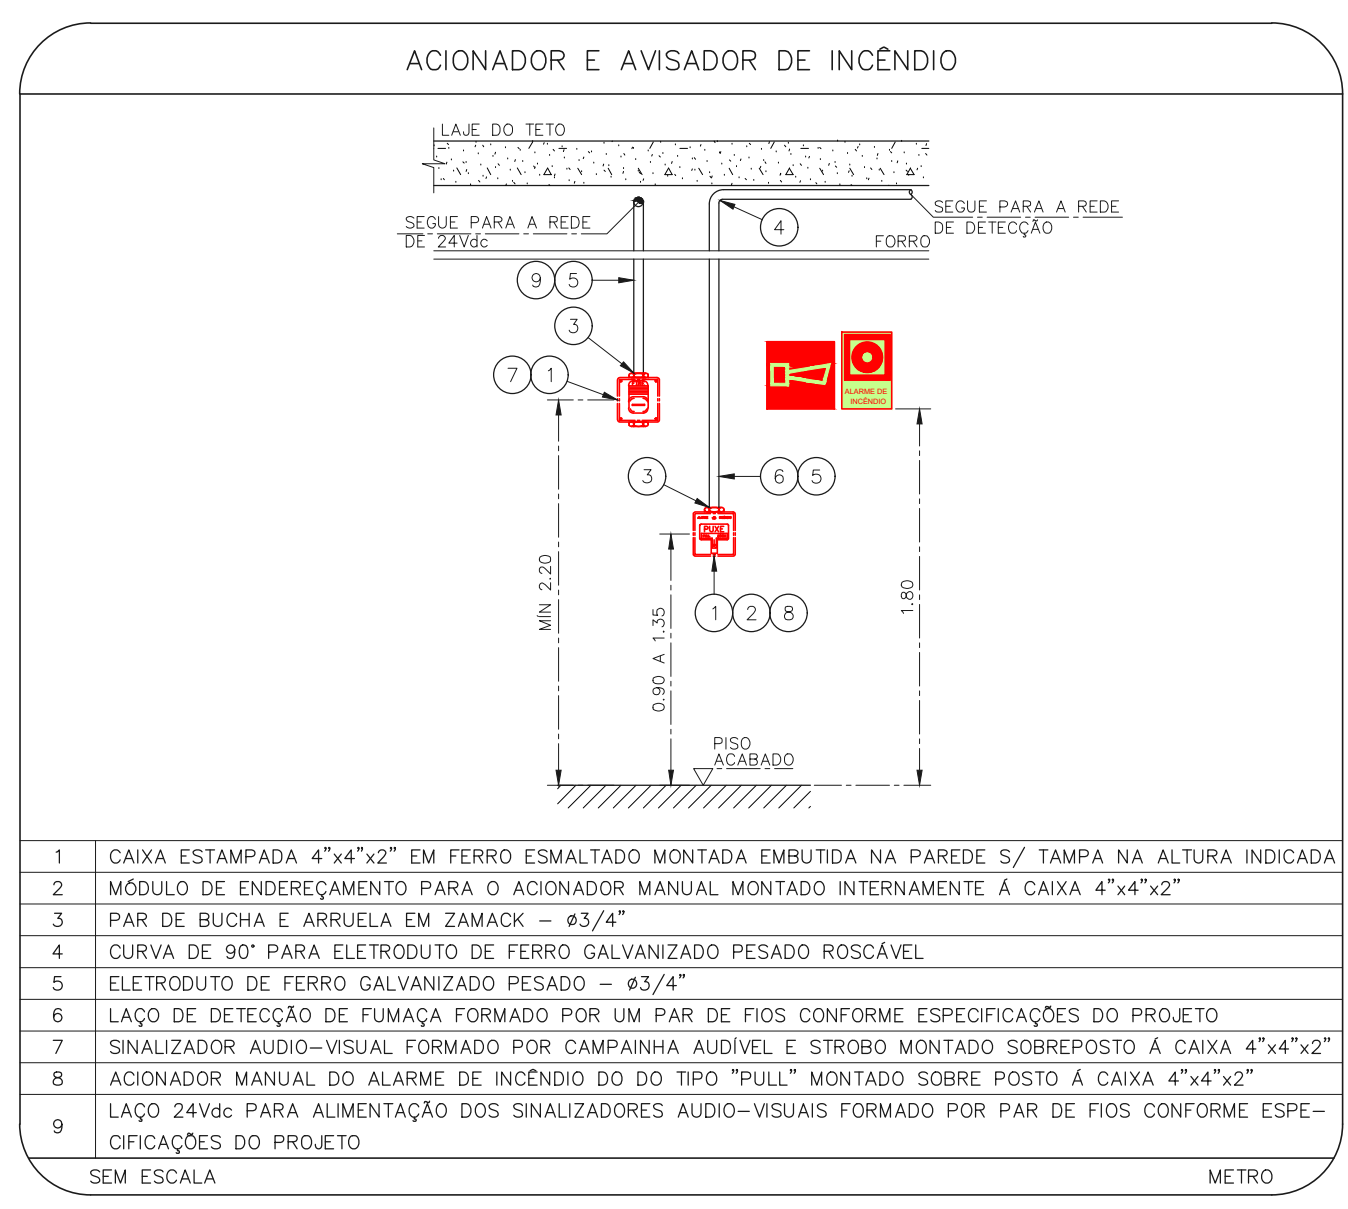 ACIONADOR E AVISADOR DE INCÊNDIO
LAJE DO TETO
SEGUE PARA A REDE
DE 24Vdc
SEGUE PARA A REDE
DE DETECÇÃO
4
FORRO
9 5
3
7 1
ALARME DE
INCÊNDIO
3
6 5
PUXE
1 2 8
MÍN 2.20
0.90 A 1.35
1.80
PISO
ACABADO
1 CAIXA ESTAMPADA 4"x4"x2" EM FERRO ESMALTADO MONTADA EMBUTIDA NA PAREDE S/ TAMPA NA ALTURA INDICADA
2 MÓDULO DE ENDEREÇAMENTO PARA O ACIONADOR MANUAL MONTADO INTERNAMENTE Á CAIXA 4"x4"x2"
3 PAR DE BUCHA E ARRUELA EM ZAMACK – ø3/4"
4 CURVA DE 90° PARA ELETRODUTO DE FERRO GALVANIZADO PESADO ROSCÁVEL
5 ELETRODUTO DE FERRO GALVANIZADO PESADO – ø3/4"
6 LAÇO DE DETECÇÃO DE FUMAÇA FORMADO POR UM PAR DE FIOS CONFORME ESPECIFICAÇÕES DO PROJETO
7 SINALIZADOR AUDIO–VISUAL FORMADO POR CAMPAINHA AUDÍVEL E STROBO MONTADO SOBREPOSTO Á CAIXA 4"x4"x2"
8 ACIONADOR MANUAL DO ALARME DE INCÊNDIO DO DO TIPO "PULL" MONTADO SOBRE POSTO Á CAIXA 4"x4"x2"
9 LAÇO 24Vdc PARA ALIMENTAÇÃO DOS SINALIZADORES AUDIO–VISUAIS FORMADO POR PAR DE FIOS CONFORME ESPE–
CIFICAÇÕES DO PROJETO
SEM ESCALA
METRO